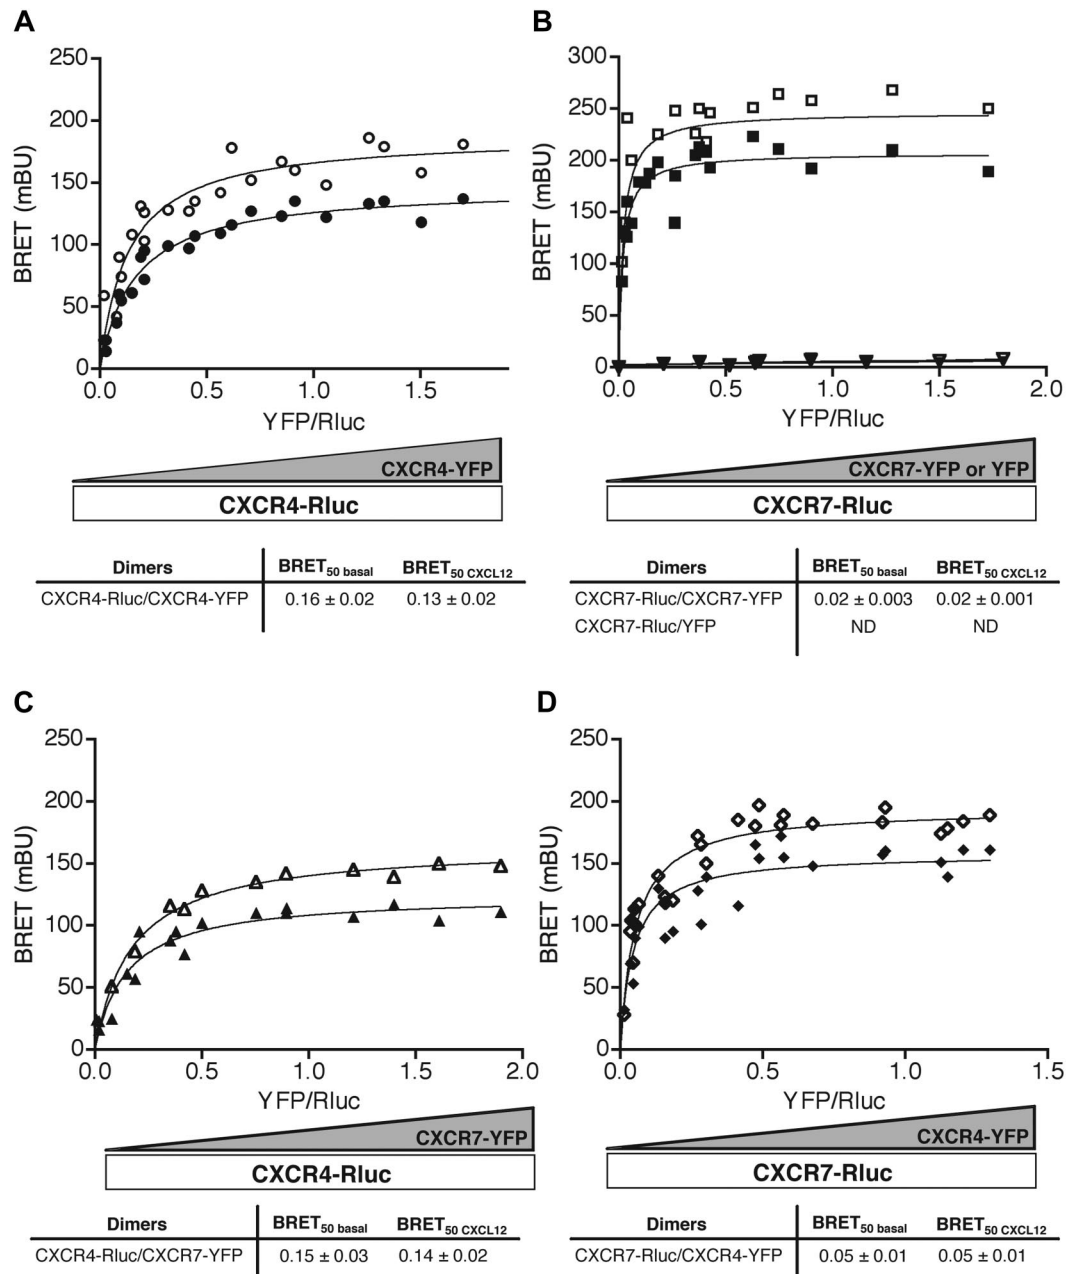 A
BRET (mBU)
250
200
150
100
50
0
0.0 0.5 1.0 1.5
YFP/Rluc
CXCR4-YFP
CXCR4-Rluc
Dimers BRET50 basal BRET50 CXCL12
CXCR4-Rluc/CXCR4-YFP 0.16 ± 0.02 0.13 ± 0.02
B
BRET (mBU)
300
250
200
150
100
50
0
0.0 0.5 1.0 1.5 2.0
YFP/Rluc
CXCR7-YFP or YFP
CXCR7-Rluc
Dimers BRET50 basal BRET50 CXCL12
CXCR7-Rluc/CXCR7-YFP 0.02 ± 0.003 0.02 ± 0.001
CXCR7-Rluc/YFP ND ND
C
BRET (mBU)
250
200
150
100
50
0
0.0 0.5 1.0 1.5 2.0
YFP/Rluc
CXCR7-YFP
CXCR4-Rluc
Dimers BRET50 basal BRET50 CXCL12
CXCR4-Rluc/CXCR7-YFP 0.15 ± 0.03 0.14 ± 0.02
D
BRET (mBU)
250
200
150
100
50
0
0.0 0.5 1.0 1.5
YFP/Rluc
CXCR4-YFP
CXCR7-Rluc
Dimers BRET50 basal BRET50 CXCL12
CXCR7-Rluc/CXCR4-YFP 0.05 ± 0.01 0.05 ± 0.01